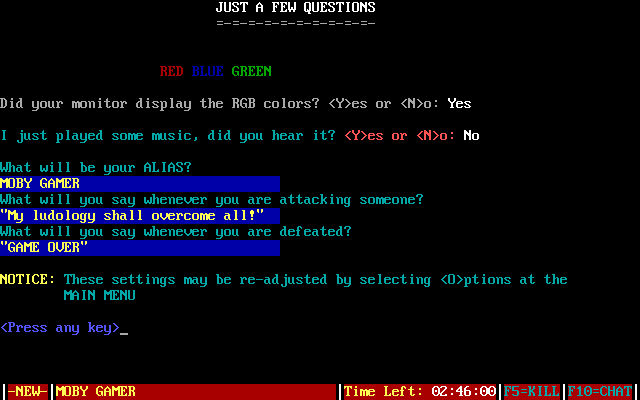 JUST A FEW QUESTIONS
=-=-=-=-=-=-=-=-=-=-
RED BLUE GREEN
Did your monitor display the RGB colors? <Y>es or <N>o: Yes
I just played some music, did you hear it? <Y>es or <N>o: No
What will be your ALIAS?
MOBY GAMER
What will you say whenever you are attacking someone?
"My ludology shall overcome all!"
What will you say whenever you are defeated?
"GAME OVER"
NOTICE: These settings may be re-adjusted by selecting <O>ptions at the
MAIN MENU
<Press any key>_
|-NEW-|MOBY GAMER |Time Left: 02:46:00|F5=KILL|F10=CHAT|